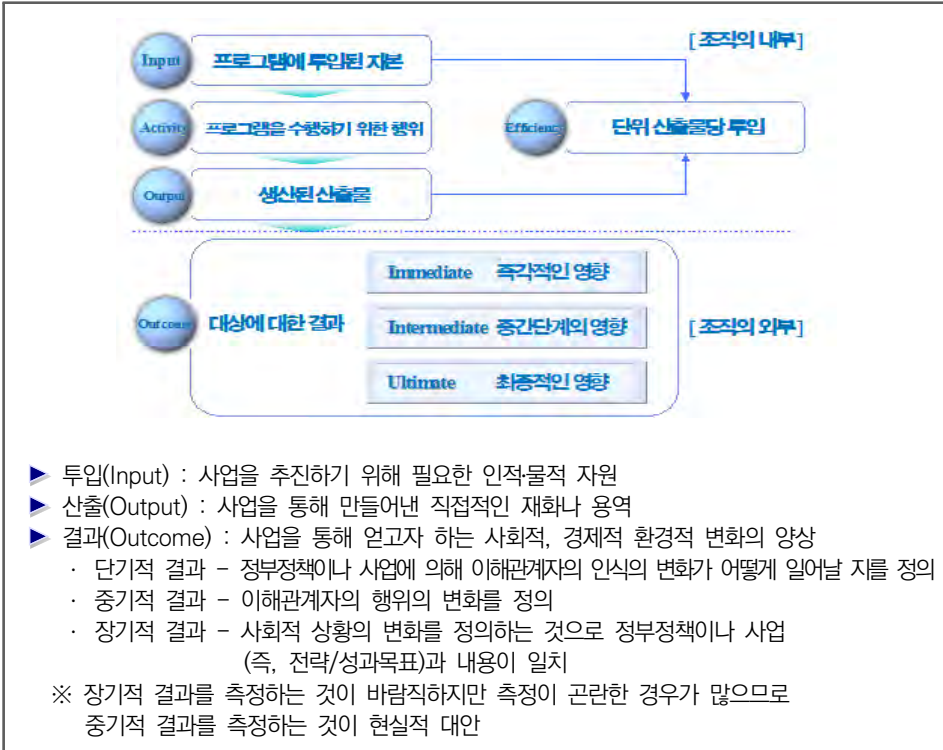 [ 조직의 내부 ]
Input 프로그램에 투입된 자본
Activity 프로그램을 수행하기 위한 행위
Efficiency 단위 산출물당 투입
Output 생산된 산출물
Immediate 즉각적인 영향
Outcome 대상에 대한 결과
Intermediate 중간단계의 영향
[ 조직의 외부 ]
Ultimate 최종적인 영향
▶ 투입(Input) : 사업을 추진하기 위해 필요한 인적·물적 자원
▶ 산출(Output) : 사업을 통해 만들어낸 직접적인 재화나 용역
▶ 결과(Outcome) : 사업을 통해 얻고자 하는 사회적, 경제적 환경적 변화의 양상
· 단기적 결과 – 정부정책이나 사업에 의해 이해관계자의 인식의 변화가 어떻게 일어날 지를 정의
· 중기적 결과 – 이해관계자의 행위의 변화를 정의
· 장기적 결과 – 사회적 상황의 변화를 정의하는 것으로 정부정책이나 사업
(즉, 전략/성과목표)과 내용이 일치
※ 장기적 결과를 측정하는 것이 바람직하지만 측정이 곤란한 경우가 많으므로
중기적 결과를 측정하는 것이 현실적 대안